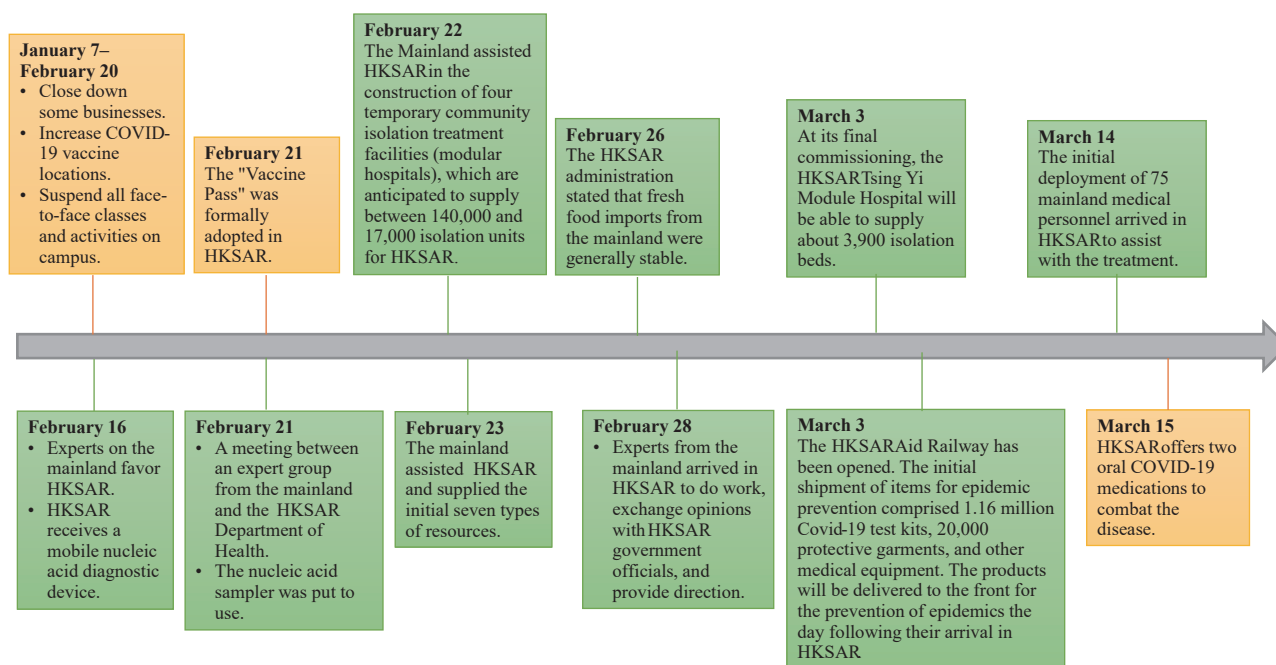 January 7–
February 20
• Close down
some businesses.
• Increase COVID-
19 vaccine
locations.
• Suspend all face-
to-face classes
and activities on
campus.
February 21
The "Vaccine
Pass" was
formally
adopted in
HKSAR.
February 22
The Mainland assisted
HKSARin the
construction of four
temporary community
isolation treatment
facilities (modular
hospitals), which are
anticipated to supply
between 140,000 and
17,000 isolation units
for HKSAR.
February 26
The HKSAR
administration
stated that fresh
food imports from
the mainland were
generally stable.
March 3
At its final
commissioning, the
HKSARTsing Yi
Module Hospital will
be able to supply
about 3,900 isolation
beds.
March 14
The initial
deployment of 75
mainland medical
personnel arrived in
HKSARto assist
with the treatment.
February 16
• Experts on the
mainland favor
HKSAR.
• HKSAR
receives a
mobile nucleic
acid diagnostic
device.
February 21
• A meeting between
an expert group
from the mainland
and the HKSAR
Department of
Health.
• The nucleic acid
sampler was put to
use.
February 23
The mainland
assisted HKSAR
and supplied the
initial seven types
of resources.
February 28
• Experts from the
mainland arrived in
HKSAR to do work,
exchange opinions
with HKSAR
government
officials, and
provide direction.
March 3
The HKSARAid Railway has
been opened. The initial
shipment of items for epidemic
prevention comprised 1.16 million
Covid-19 test kits, 20,000
protective garments, and other
medical equipment. The products
will be delivered to the front for
the prevention of epidemics the
day following their arrival in
HKSAR
March 15
HKSARoffers two
oral COVID-19
medications to
combat the
disease.